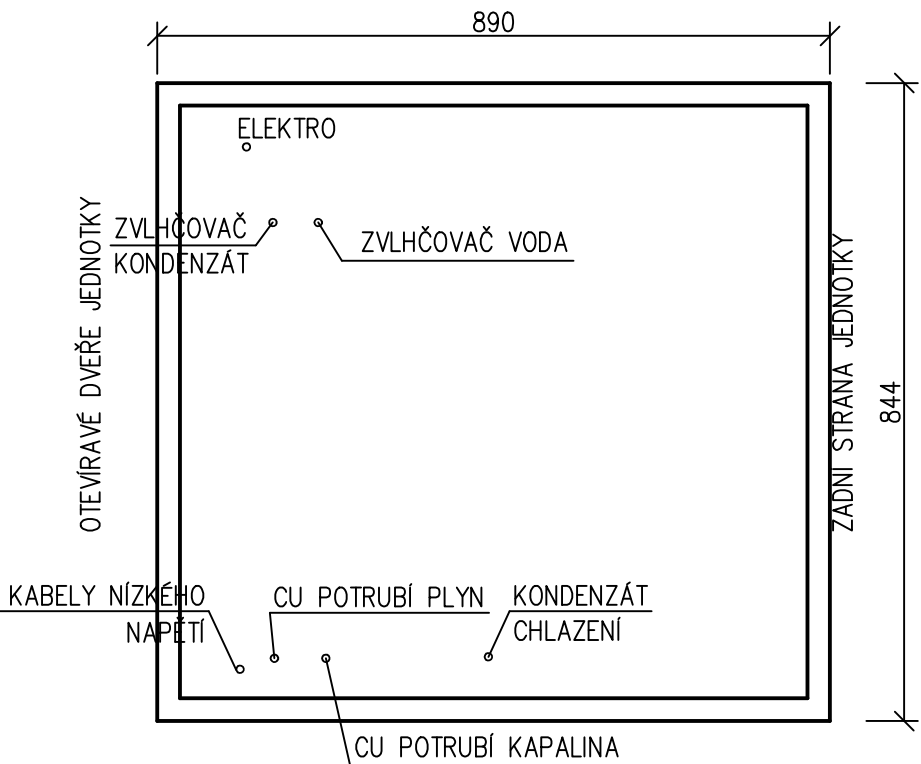 890
ELEKTRO
OTEVÍRAVÉ DVEŘE JEDNOTKY
ZVLHČOVAČ
KONDENZÁT
ZVLHČOVAČ VODA
ZADNÍ STRANA JEDNOTKY
844
KABELY NÍZKÉHO
NAPĚTÍ
CU POTRUBÍ PLYN
KONDENZÁT
CHLAZENÍ
CU POTRUBÍ KAPALINA